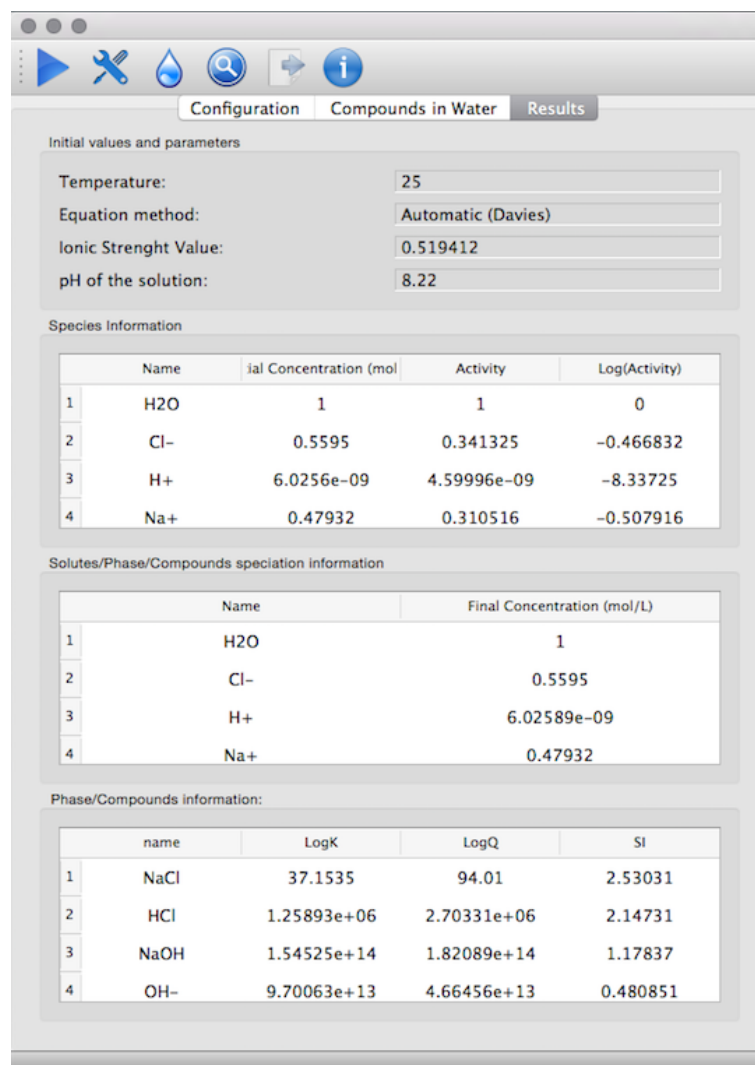 Configuration Compounds in Water Results
Initial values and parameters
Temperature: 25
Equation method: Automatic (Davies)
Ionic Strenght Value: 0.519412
pH of the solution: 8.22
Species Information
Name ial Concentration (mol Activity Log(Activity)
1 H2O 1 1 0
2 Cl- 0.5595 0.341325 -0.466832
3 H+ 6.0256e-09 4.59996e-09 -8.33725
4 Na+ 0.47932 0.310516 -0.507916
Solutes/Phase/Compounds speciation information
Name Final Concentration (mol/L)
1 H2O 1
2 Cl- 0.5595
3 H+ 6.02589e-09
4 Na+ 0.47932
Phase/Compounds information:
name LogK LogQ SI
1 NaCl 37.1535 94.01 2.53031
2 HCl 1.25893e+06 2.70331e+06 2.14731
3 NaOH 1.54525e+14 1.82089e+14 1.17837
4 OH- 9.70063e+13 4.66456e+13 0.480851